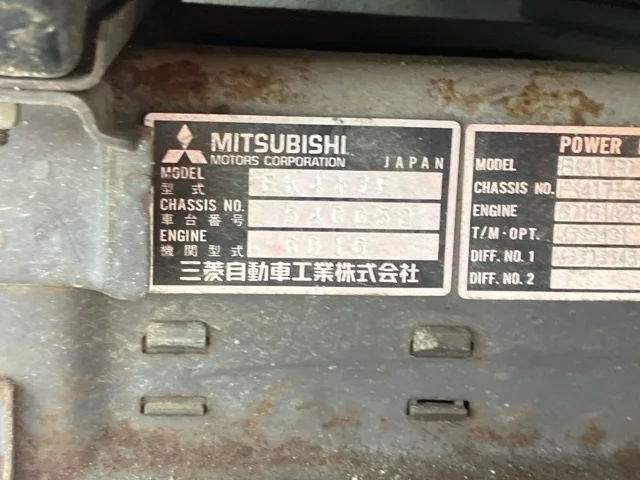 MITSUBISHI
MOTORS CORPORATION JAPAN
MODEL
型式 FK417F
CHASSIS NO.
車台番号
ENGINE
機関型式 6D16
三菱自動車工業株式会社
POWER
MODEL
CHASSIS NO.
ENGINE
T/M・OPT.
DIFF. NO. 1
DIFF. NO. 2